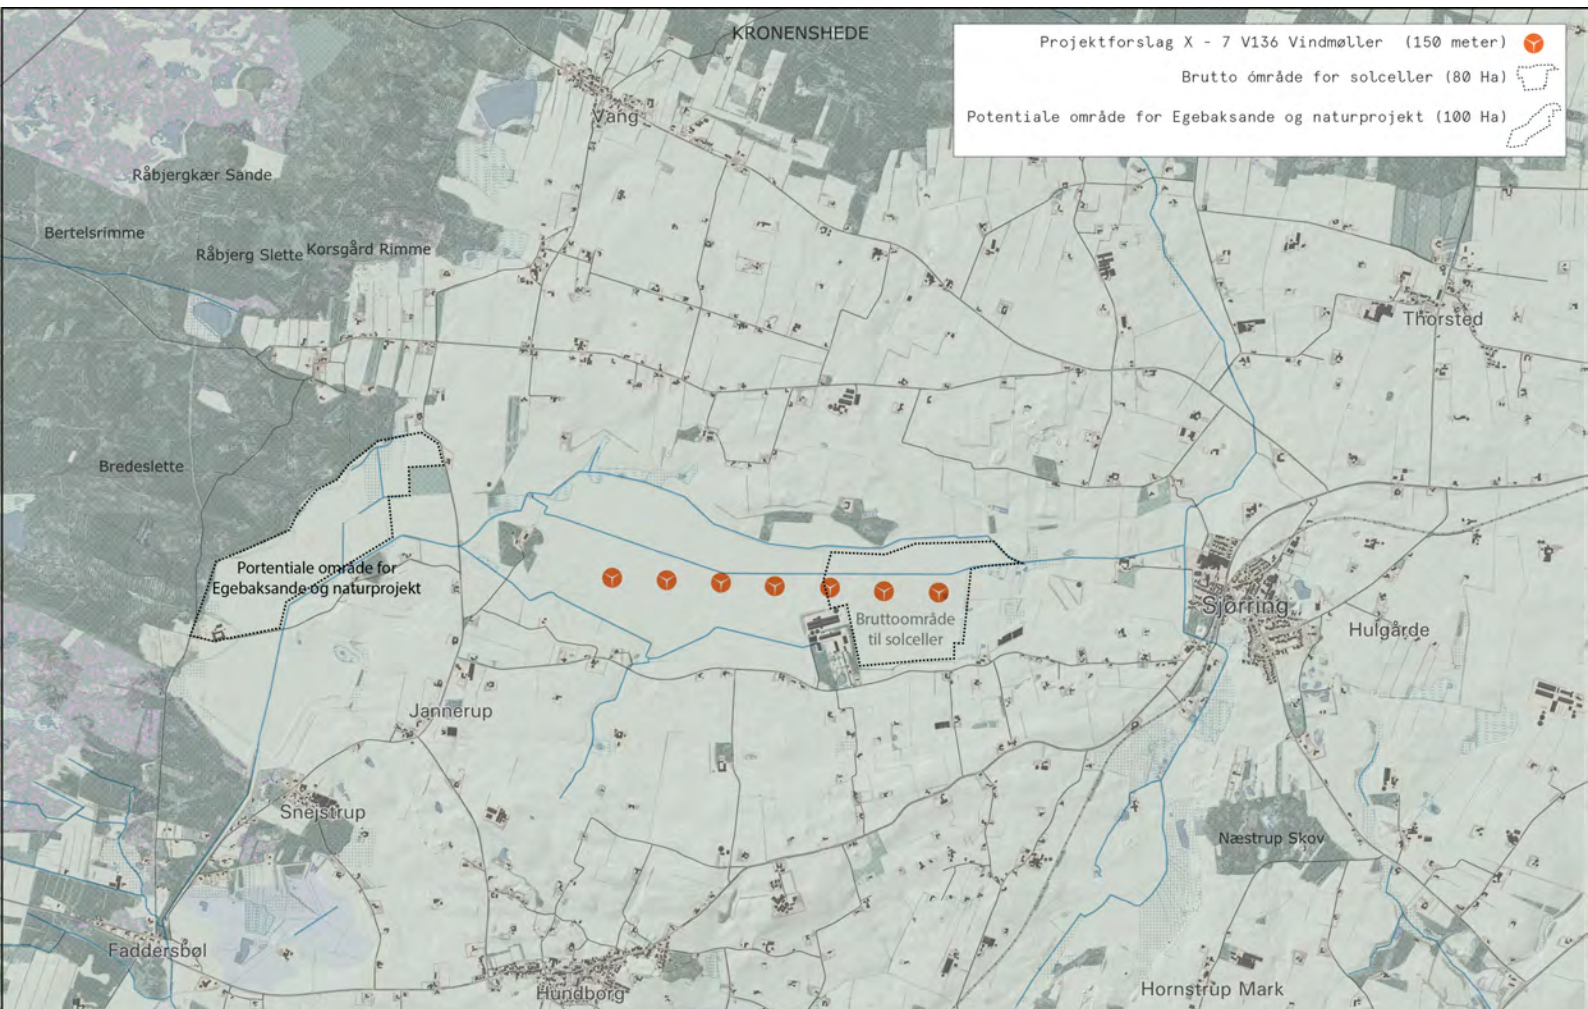 KRONENSHEDE
Projektforslag X - 7 V136 Vindmøller (150 meter)
Brutto område for solceller (80 Ha)
Potentiale område for Egebaksande og naturprojekt (100 Ha)
Vang
Råbjergkær Sande
Bertelsrimme
Råbjerg Slette
Korsgård Rimme
Thorsted
Bredeslette
Portentiale område for
Egebaksande og naturprojekt
Bruttoområde
til solceller
Sjørring
Hulgårde
Jannerup
Snejstrup
Næstrup Skov
Faddersbøl
Hundborg
Hornstrup Mark